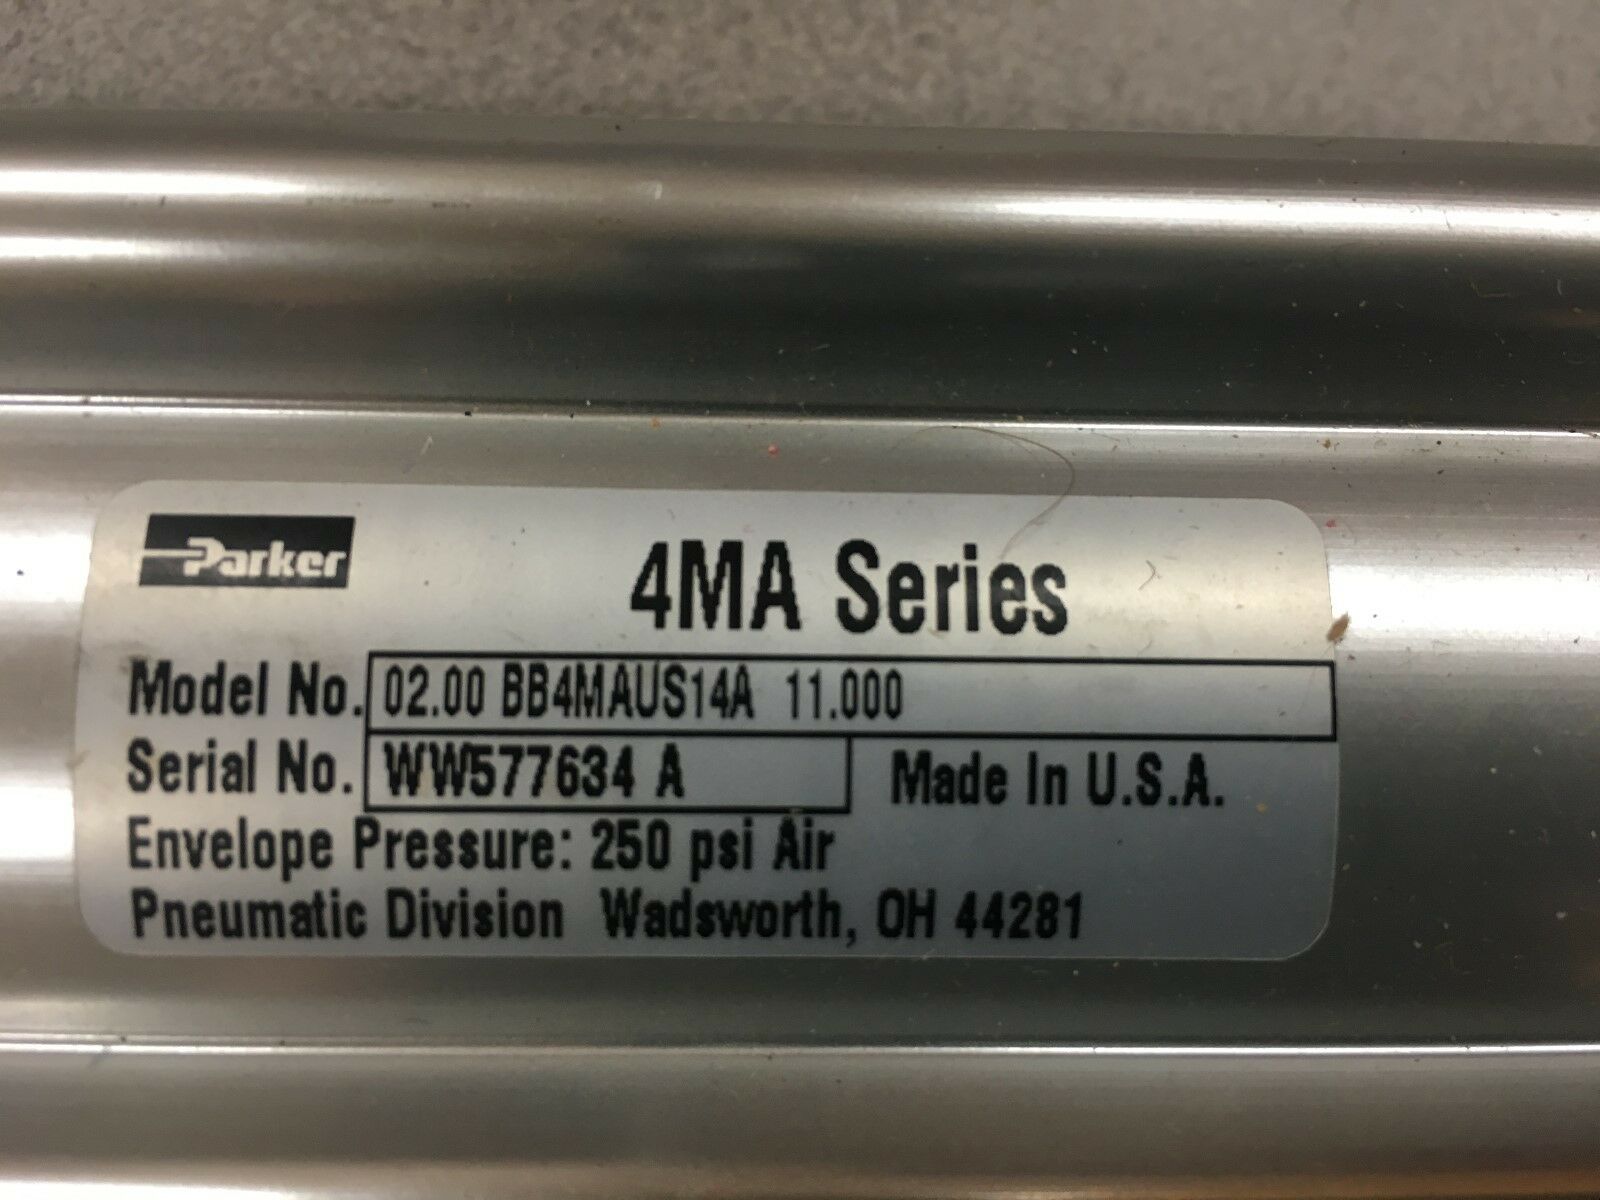 Parker
4MA Series
Model No. 02.00 BB4MAUS14A 11.000
Serial No. WW577634 A Made In U.S.A.
Envelope Pressure: 250 psi Air
Pneumatic Division Wadsworth, OH 44281